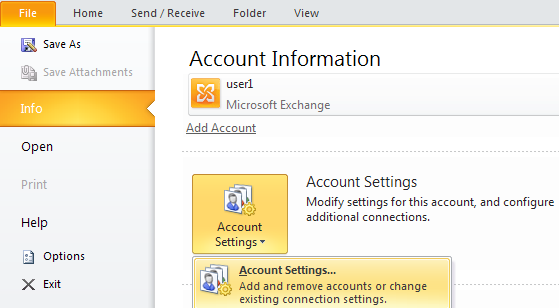 File Home Send / Receive Folder View
Save As
Save Attachments
Info
Open
Print
Help
Options
Exit
Account Information
user1
Microsoft Exchange
Add Account
Account Settings
Account Settings
Modify settings for this account, and configure
additional connections.
Account Settings...
Add and remove accounts or change
existing connection settings.